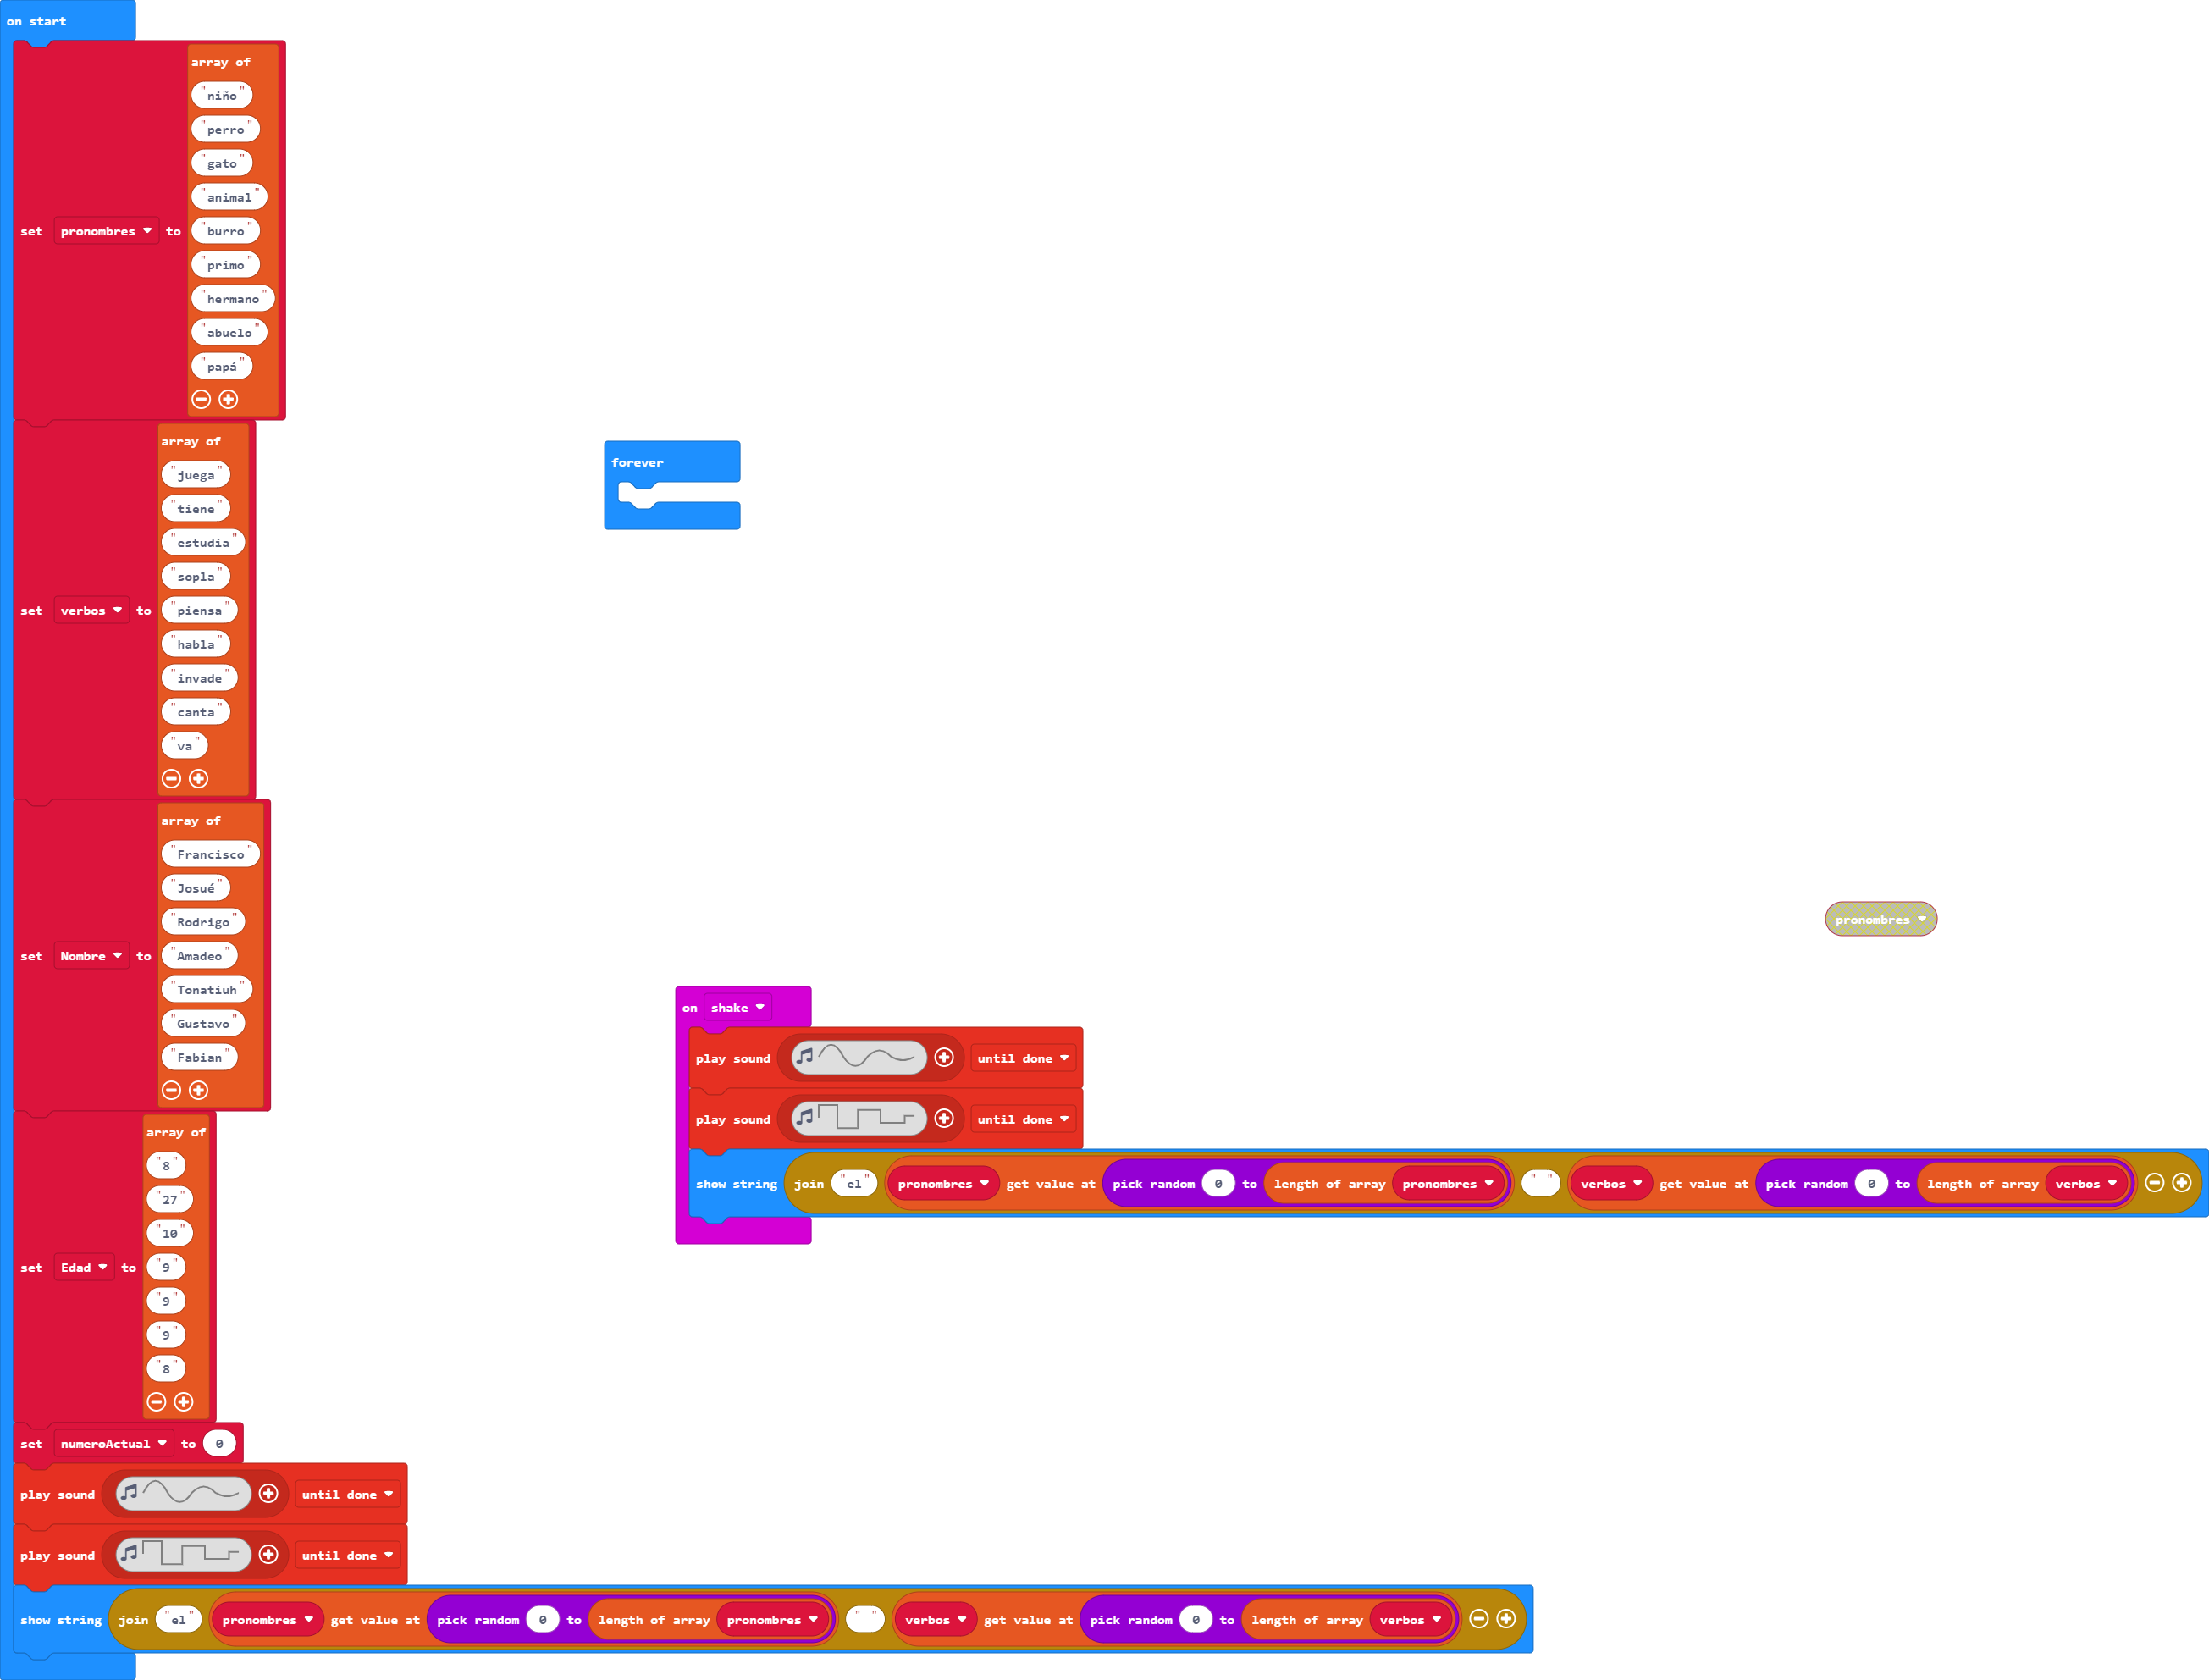 on start
set pronombres to array of
"niño"
"perro"
"gato"
"animal"
"burro"
"primo"
"hermano"
"abuelo"
"papá"
set verbos to array of
"juega"
"tiene"
"estudia"
"sopla"
"piensa"
"habla"
"invade"
"canta"
"va"
set Nombre to array of
"Francisco"
"Josué"
"Rodrigo"
"Amadeo"
"Tonatiuh"
"Gustavo"
"Fabian"
set Edad to array of
"8"
"27"
"10"
"9"
"9"
"9"
"8"
set numeroActual to 0
play sound until done
play sound until done
show string join "el" pronombres get value at pick random 0 to length of array pronombres " " verbos get value at pick random 0 to length of array verbos
forever
pronombres
on shake
play sound until done
play sound until done
show string join "el" pronombres get value at pick random 0 to length of array pronombres " " verbos get value at pick random 0 to length of array verbos